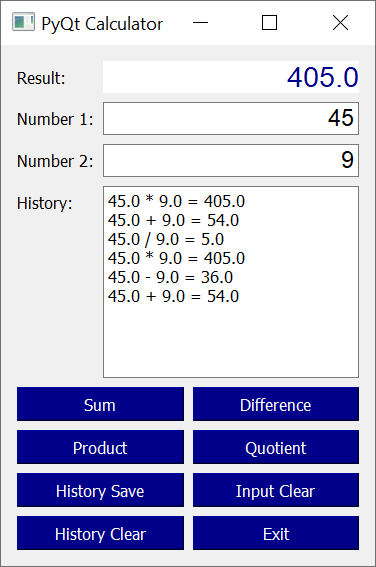 PyQt Calculator
Result: 405.0
Number 1: 45
Number 2: 9
History:
45.0 * 9.0 = 405.0
45.0 + 9.0 = 54.0
45.0 / 9.0 = 5.0
45.0 * 9.0 = 405.0
45.0 - 9.0 = 36.0
45.0 + 9.0 = 54.0
Sum Difference
Product Quotient
History Save Input Clear
History Clear Exit